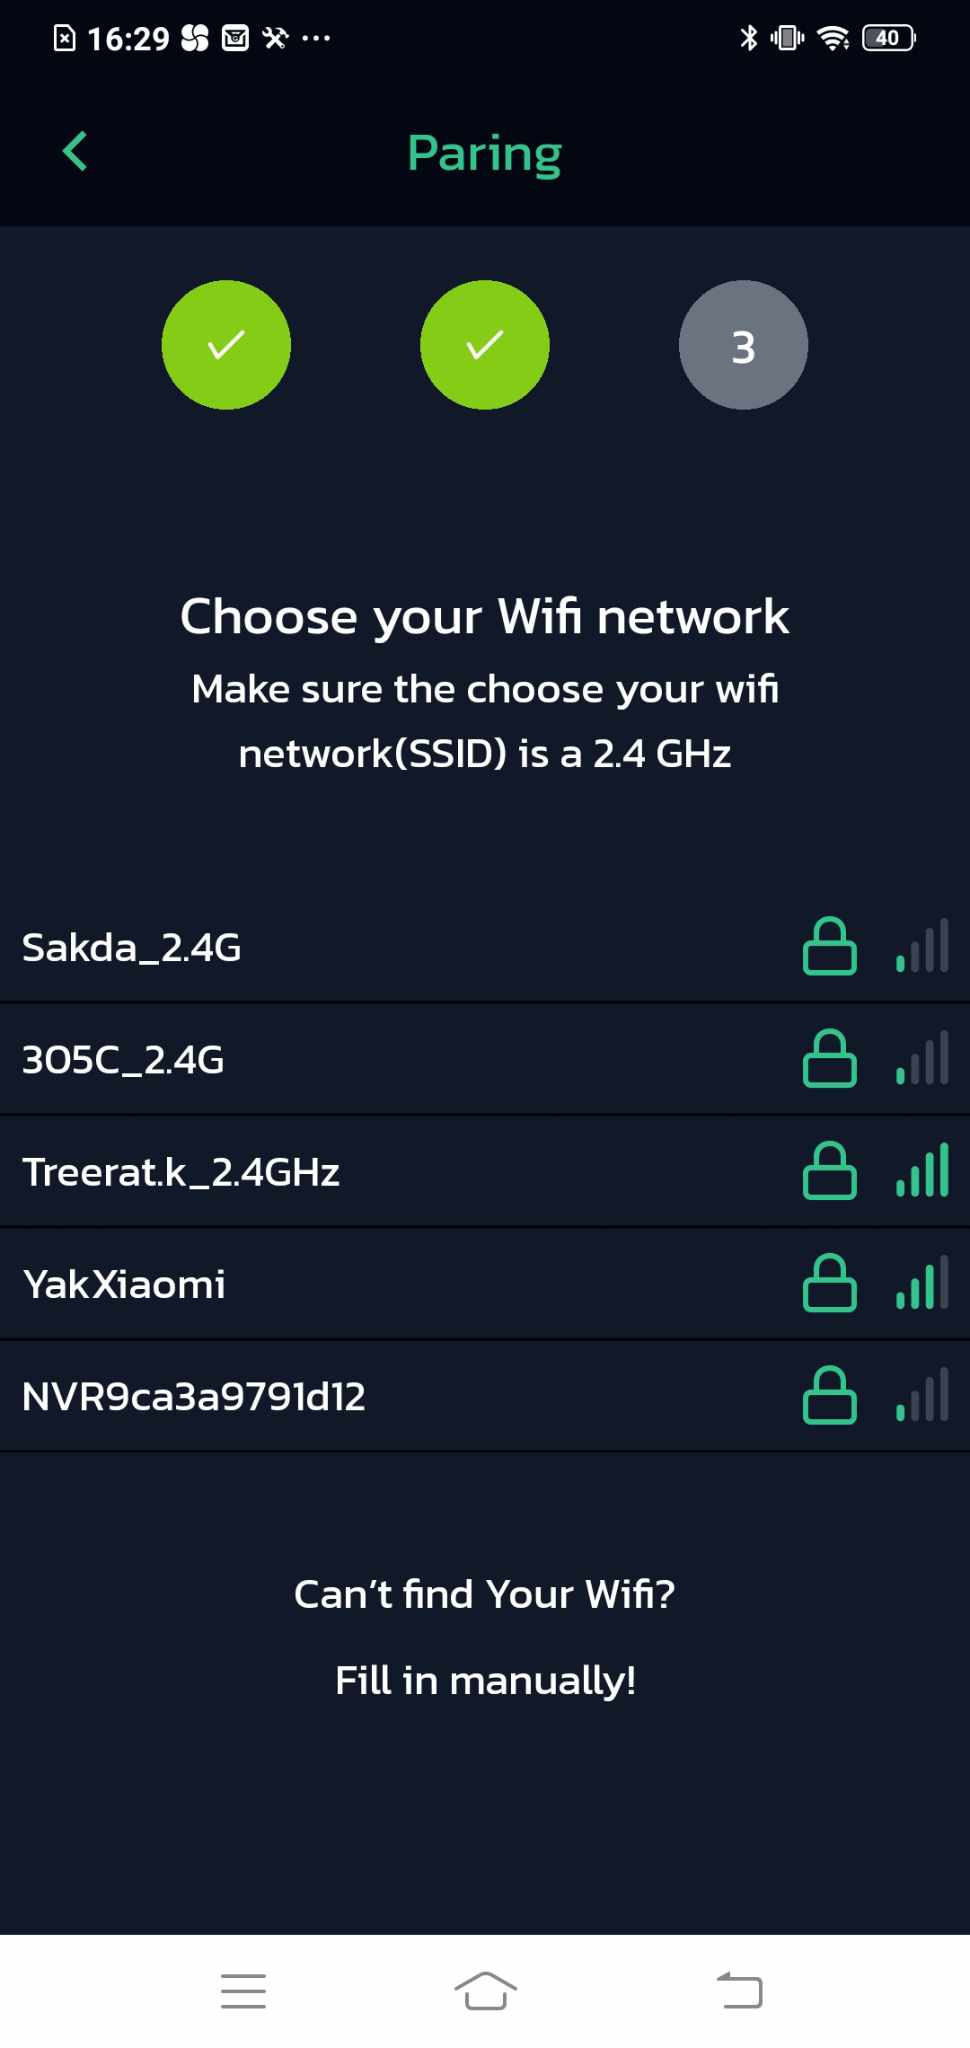 16:29
40
Paring
3
Choose your Wifi network
Make sure the choose your wifi
network(SSID) is a 2.4 GHz
Sakda_2.4G
305C_2.4G
Treerat.k_2.4GHz
YakXiaomi
NVR9ca3a9791d12
Can't find Your Wifi?
Fill in manually!